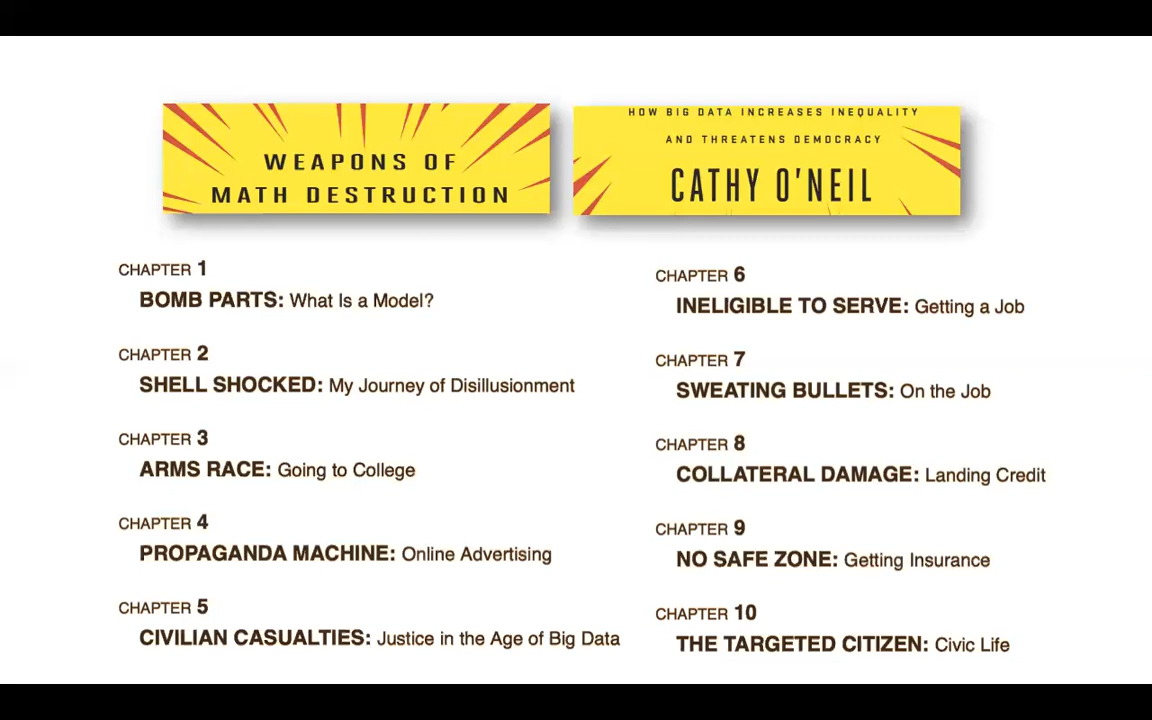 WEAPONS OF
MATH DESTRUCTION
HOW BIG DATA INCREASES INEQUALITY
AND THREATENS DEMOCRACY
CATHY O'NEIL
CHAPTER 1
BOMB PARTS: What Is a Model?
CHAPTER 2
SHELL SHOCKED: My Journey of Disillusionment
CHAPTER 3
ARMS RACE: Going to College
CHAPTER 4
PROPAGANDA MACHINE: Online Advertising
CHAPTER 5
CIVILIAN CASUALTIES: Justice in the Age of Big Data
CHAPTER 6
INELIGIBLE TO SERVE: Getting a Job
CHAPTER 7
SWEATING BULLETS: On the Job
CHAPTER 8
COLLATERAL DAMAGE: Landing Credit
CHAPTER 9
NO SAFE ZONE: Getting Insurance
CHAPTER 10
THE TARGETED CITIZEN: Civic Life